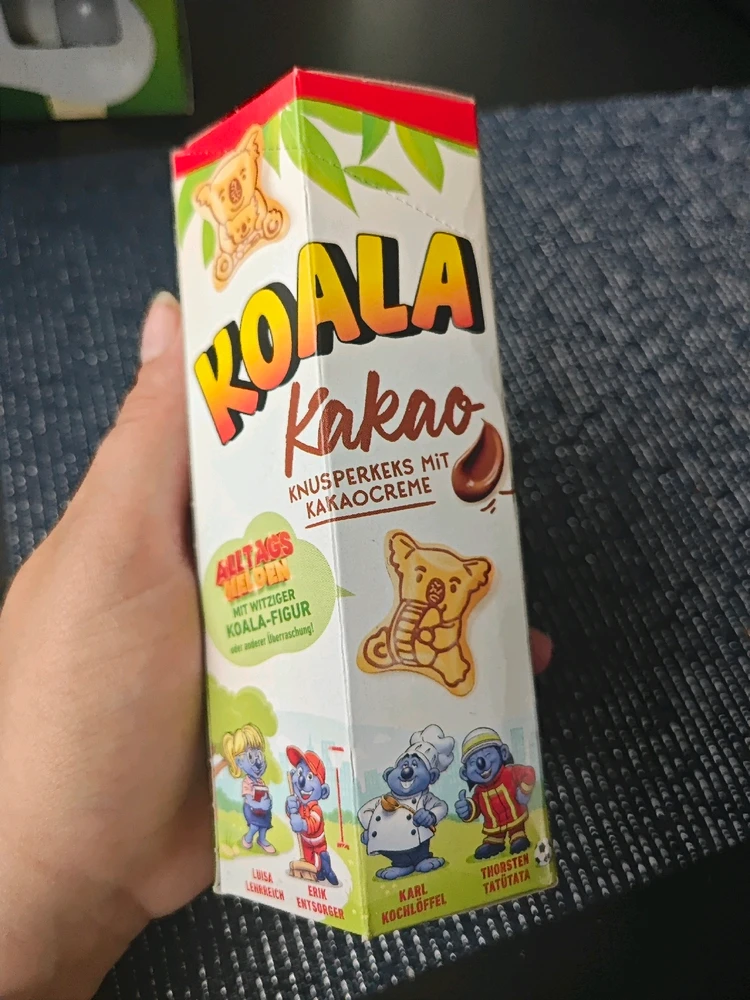 KOALA
Kakao
KNUSPERKEKS MiT
KAKAOCREME
ALLTAGS
HELDEN
MIT WITZIGER
KOALA-FIGUR
oder anderer Überraschung!
LUISA
LEHRREICH
ERIK
ENTSORGER
KARL
KOCHLÖFFEL
THORSTEN
TATÜTATA